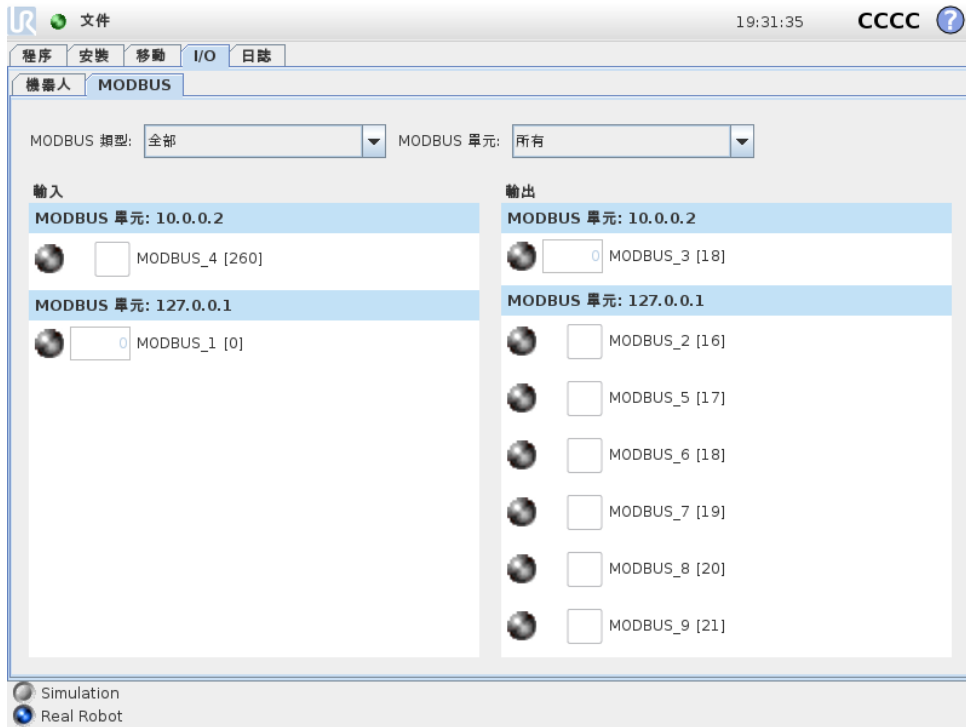 UR 文件 19:31:35 CCCC ?
程序 安裝 移動 I/O 日誌
機器人 MODBUS
MODBUS 類型: 全部 MODBUS 單元: 所有
輸入
MODBUS 單元: 10.0.0.2
MODBUS_4 [260]
MODBUS 單元: 127.0.0.1
0 MODBUS_1 [0]
輸出
MODBUS 單元: 10.0.0.2
0 MODBUS_3 [18]
MODBUS 單元: 127.0.0.1
MODBUS_2 [16]
MODBUS_5 [17]
MODBUS_6 [18]
MODBUS_7 [19]
MODBUS_8 [20]
MODBUS_9 [21]
Simulation
Real Robot